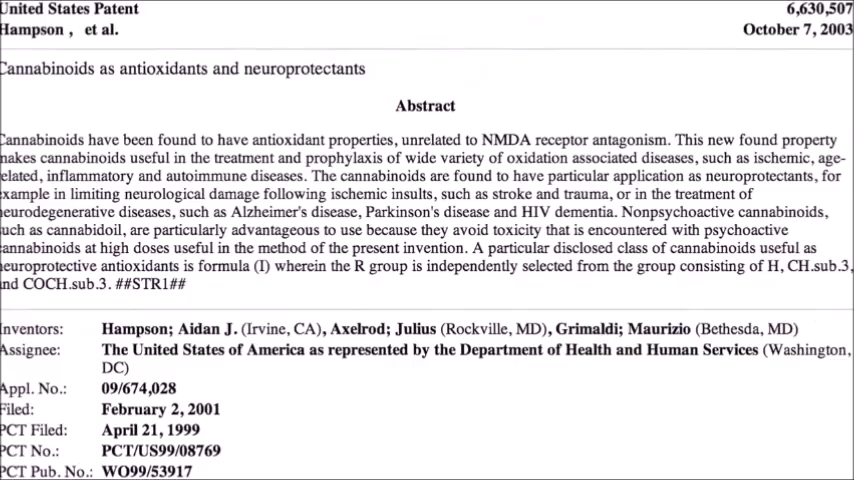 United States Patent 6,630,507
Hampson , et al. October 7, 2003
Cannabinoids as antioxidants and neuroprotectants
Abstract
Cannabinoids have been found to have antioxidant properties, unrelated to NMDA receptor antagonism. This new found property
makes cannabinoids useful in the treatment and prophylaxis of wide variety of oxidation associated diseases, such as ischemic, age-
related, inflammatory and autoimmune diseases. The cannabinoids are found to have particular application as neuroprotectants, for
example in limiting neurological damage following ischemic insults, such as stroke and trauma, or in the treatment of
neurodegenerative diseases, such as Alzheimer's disease, Parkinson's disease and HIV dementia. Nonpsychoactive cannabinoids,
such as cannabidoil, are particularly advantageous to use because they avoid toxicity that is encountered with psychoactive
cannabinoids at high doses useful in the method of the present invention. A particular disclosed class of cannabinoids useful as
neuroprotective antioxidants is formula (I) wherein the R group is independently selected from the group consisting of H, CH.sub.3,
and COCH.sub.3. ##STR1##
Inventors: Hampson; Aidan J. (Irvine, CA), Axelrod; Julius (Rockville, MD), Grimaldi; Maurizio (Bethesda, MD)
Assignee: The United States of America as represented by the Department of Health and Human Services (Washington,
DC)
Appl. No.: 09/674,028
Filed: February 2, 2001
PCT Filed: April 21, 1999
PCT No.: PCT/US99/08769
PCT Pub. No.: WO99/53917